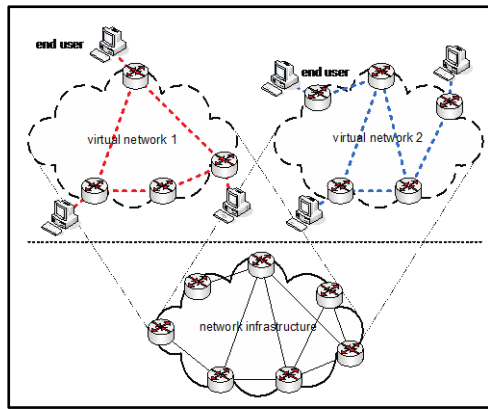 end user
end user
virtual network 1
virtual network 2
network infrastructure